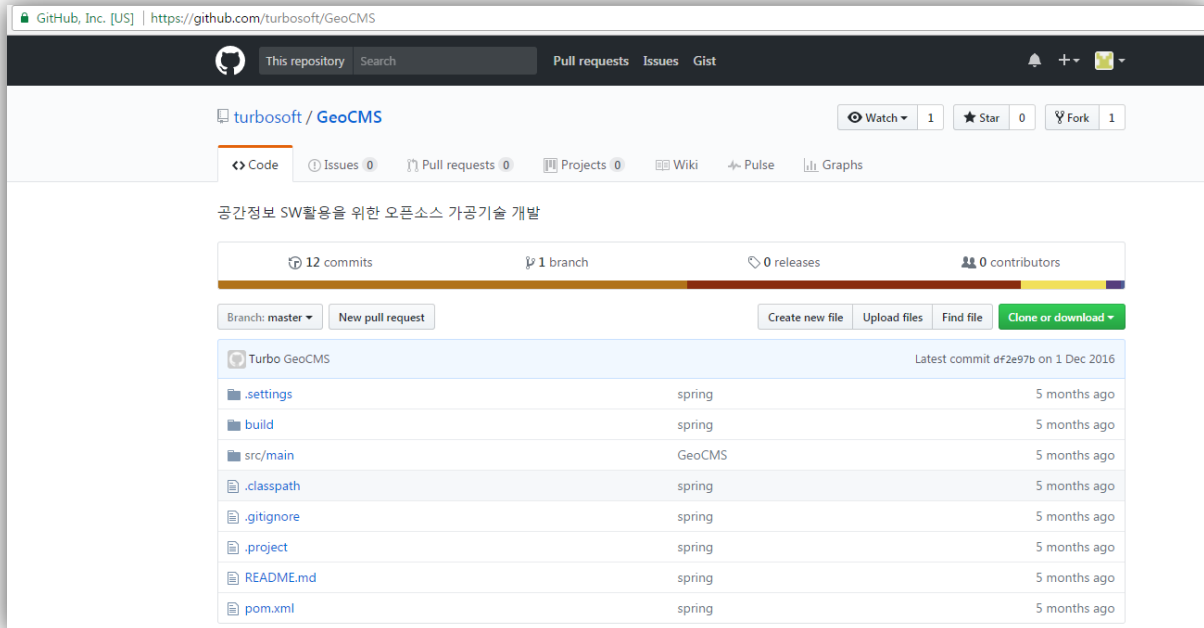 GitHub, Inc. [US] | https://github.com/turbosoft/GeoCMS
This repository Search Pull requests Issues Gist
turbosoft / GeoCMS Watch 1 Star 0 Fork 1
Code Issues 0 Pull requests 0 Projects 0 Wiki Pulse Graphs
공간정보 SW활용을 위한 오픈소스 가공기술 개발
12 commits 1 branch 0 releases 0 contributors
Branch: master New pull request Create new file Upload files Find file Clone or download
Turbo GeoCMS Latest commit df2e97b on 1 Dec 2016
.settings spring 5 months ago
build spring 5 months ago
src/main GeoCMS 5 months ago
.classpath spring 5 months ago
.gitignore spring 5 months ago
.project spring 5 months ago
README.md spring 5 months ago
pom.xml spring 5 months ago